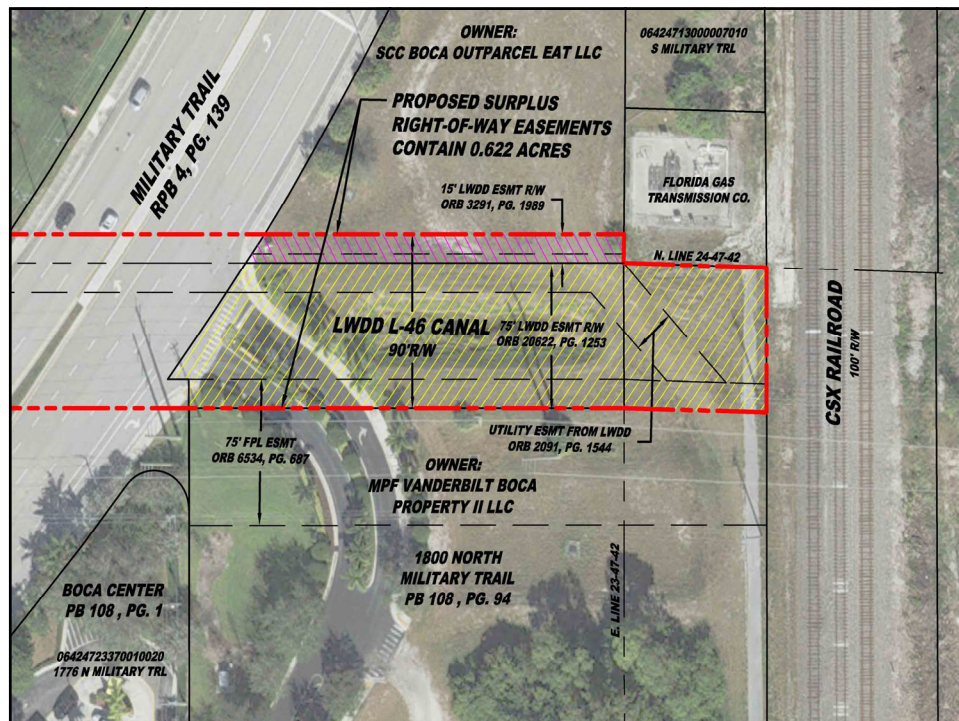 OWNER:
SCC BOCA OUTPARCEL EAT LLC
06424713000007010
S MILITARY TRL
MILITARY TRAIL
RPB 4, PG. 139
PROPOSED SURPLUS
RIGHT-OF-WAY EASEMENTS
CONTAIN 0.622 ACRES
15' LWDD ESMT R/W
ORB 3291, PG. 1989
FLORIDA GAS
TRANSMISSION CO.
N. LINE 24-47-42
LWDD L-46 CANAL
90'R/W
75' LWDD ESMT R/W
ORB 20622, PG. 1253
CSX RAILROAD
100' R/W
75' FPL ESMT
ORB 6534, PG. 687
UTILITY ESMT FROM LWDD
ORB 2091, PG. 1544
OWNER:
MPF VANDERBILT BOCA
PROPERTY II LLC
1800 NORTH
MILITARY TRAIL
PB 108 , PG. 94
E. LINE 23-47-42
BOCA CENTER
PB 108 , PG. 1
06424723370010020
1776 N MILITARY TRL